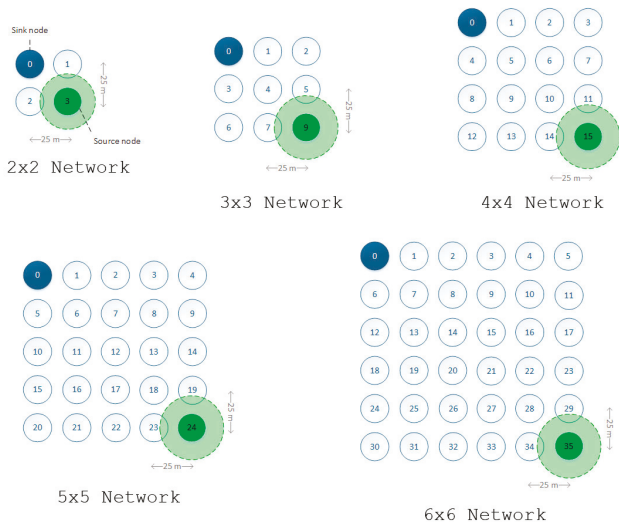 Sink node
0 1
2 3
25 m
25 m
Source node
2x2 Network
0 1 2
3 4 5
6 7 9
25 m
25 m
3x3 Network
0 1 2 3
4 5 6 7
8 9 10 11
12 13 14 15
25 m
25 m
4x4 Network
0 1 2 3 4
5 6 7 8 9
10 11 12 13 14
15 16 17 18 19
20 21 22 23 24
25 m
25 m
5x5 Network
0 1 2 3 4 5
6 7 8 9 10 11
12 13 14 15 16 17
18 19 20 21 22 23
24 25 26 27 28 29
30 31 32 33 34 35
25 m
25 m
6x6 Network